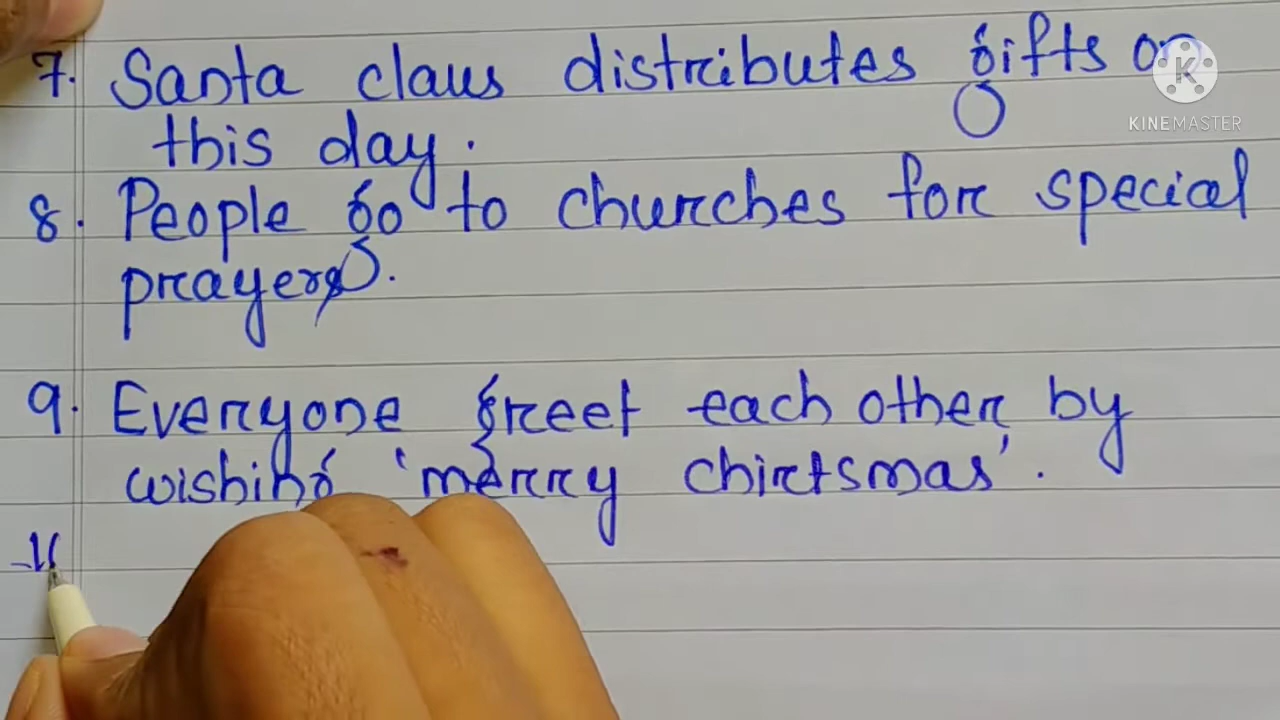 7. Santa claus distributes gifts on
this day.
8. People go to churches for special
prayers.
9. Everyone greet each other by
wishing 'merry chirtsmas'.
KINEMASTER